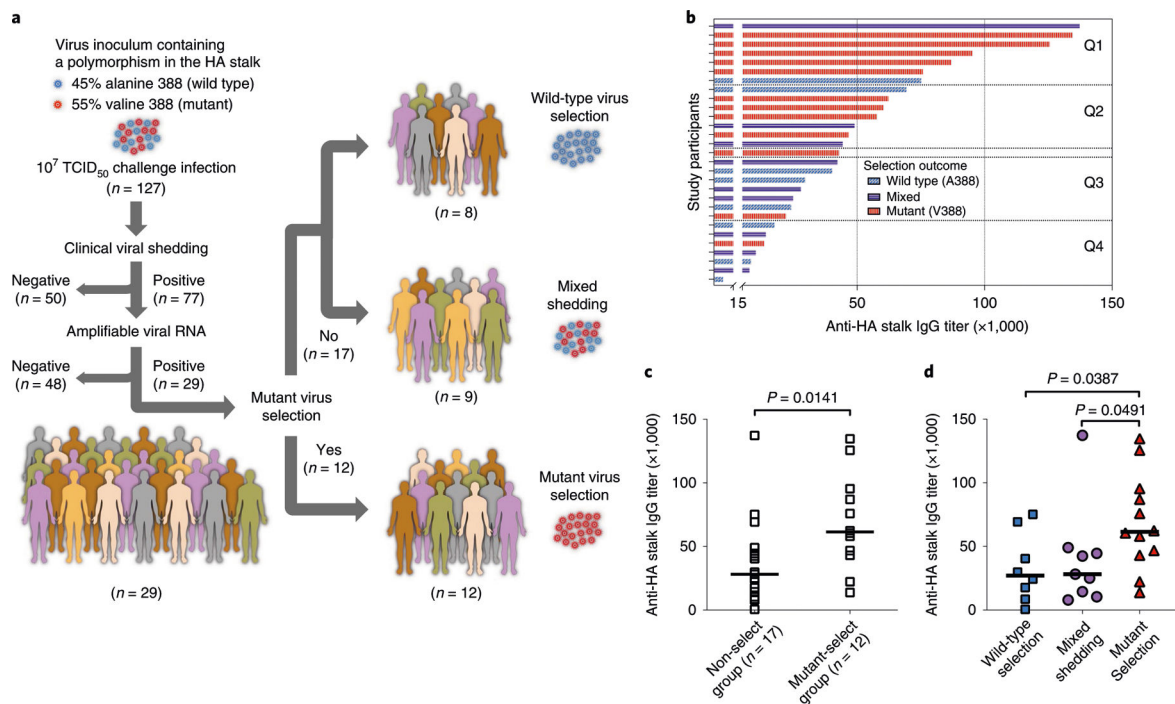 a
Virus inoculum containing
a polymorphism in the HA stalk
45% alanine 388 (wild type)
55% valine 388 (mutant)
10⁷ TCID₅₀ challenge infection
(n = 127)
Clinical viral shedding
Negative
(n = 50)
Positive
(n = 77)
Amplifiable viral RNA
Negative
(n = 48)
Positive
(n = 29)
(n = 29)
Mutant virus
selection
No
(n = 17)
Yes
(n = 12)
Wild-type virus
selection
(n = 8)
Mixed
shedding
(n = 9)
Mutant virus
selection
(n = 12)
b
Study participants
Q1
Q2
Q3
Q4
Selection outcome
Wild type (A388)
Mixed
Mutant (V388)
1 5 50 100 150
Anti-HA stalk IgG titer (×1,000)
c
P = 0.0141
Anti-HA stalk IgG titer (×1,000)
150
100
50
0
Non-select
group (n = 17)
Mutant-select
group (n = 12)
d
P = 0.0387
P = 0.0491
Anti-HA stalk IgG titer (×1,000)
150
100
50
0
Wild-type
selection
Mixed
shedding
Mutant
Selection